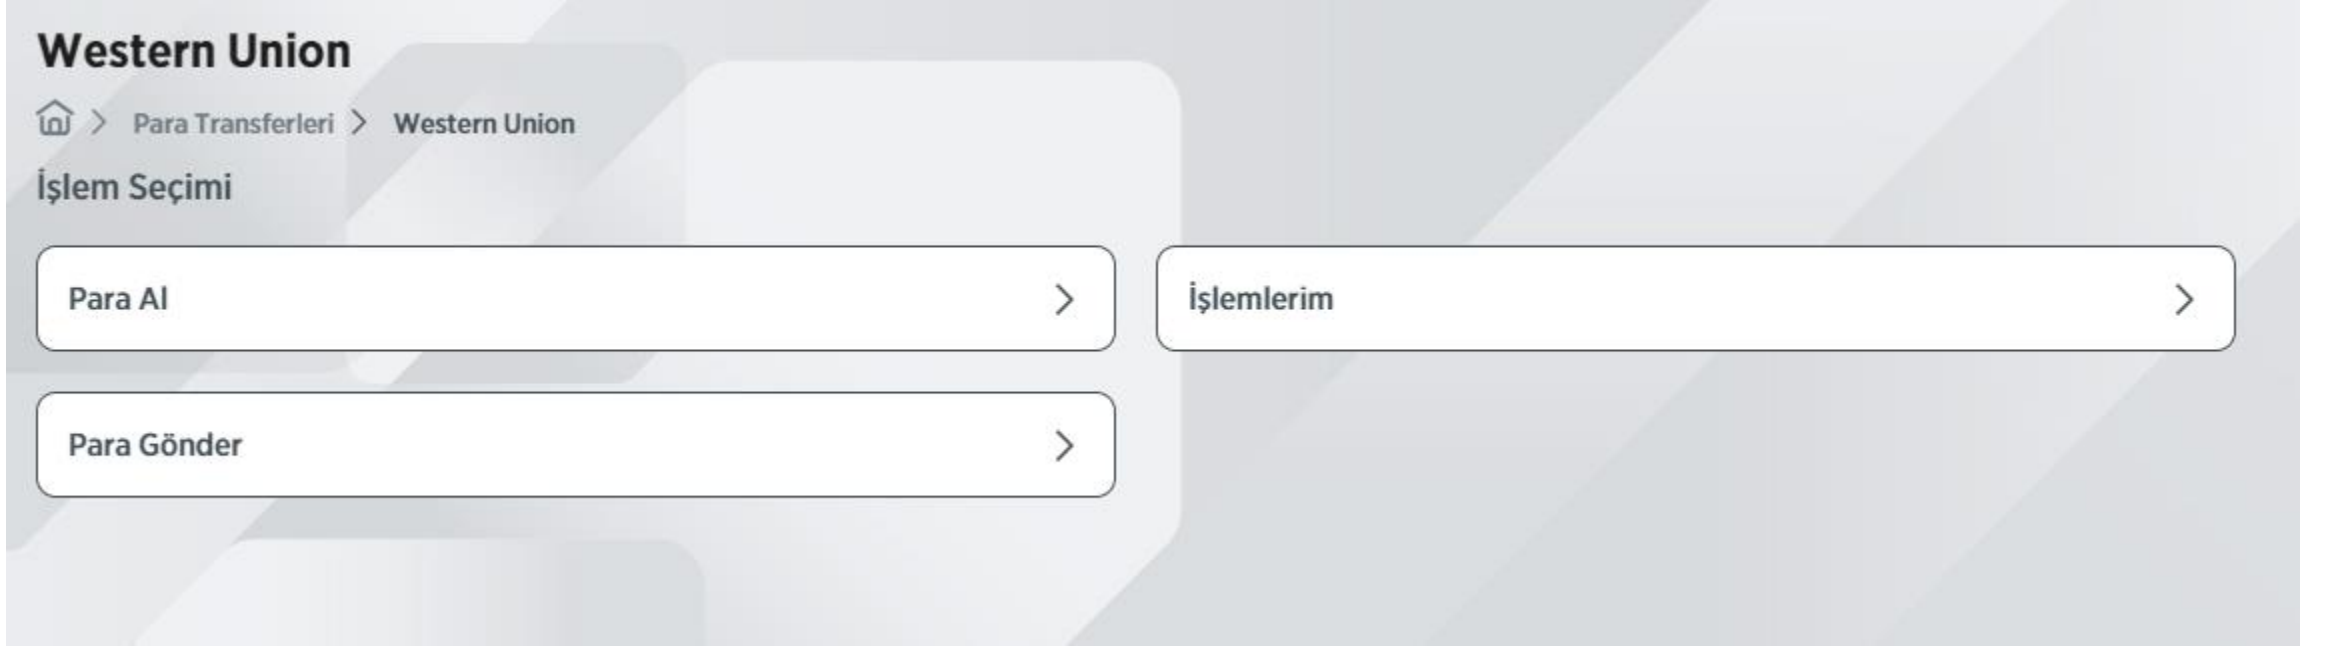 Western Union
Para Transferleri > Western Union
İşlem Seçimi
Para Al
İşlemlerim
Para Gönder